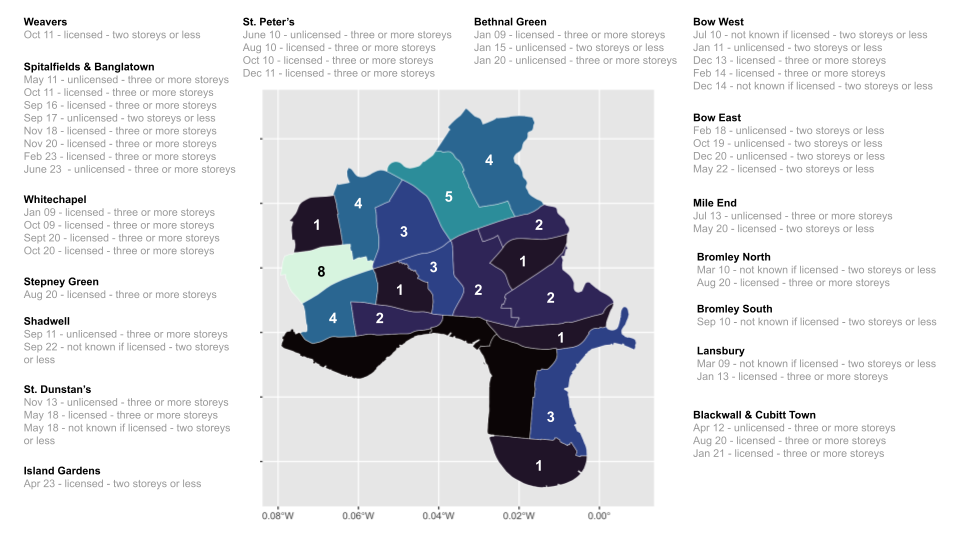 Weavers
Oct 11 - licensed - two storeys or less
Spitalfields & Banglatown
May 11 - unlicensed - three or more storeys
Oct 11 - licensed - three or more storeys
Sep 16 - licensed - three or more storeys
Sep 17 - unlicensed - two storeys or less
Nov 18 - licensed - three or more storeys
Nov 20 - licensed - three or more storeys
Feb 23 - licensed - three or more storeys
June 23 - unlicensed - three or more storeys
Whitechapel
Jan 09 - licensed - three or more storeys
Oct 09 - licensed - three or more storeys
Sept 20 - licensed - three or more storeys
Oct 20 - licensed - three or more storeys
Stepney Green
Aug 20 - licensed - three or more storeys
Shadwell
Sep 11 - unlicensed - three or more storeys
Sep 22 - not known if licensed - two storeys
or less
St. Dunstan's
Nov 13 - unlicensed - three or more storeys
May 18 - licensed - three or more storeys
May 18 - not known if licensed - two storeys
or less
Island Gardens
Apr 23 - licensed - two storeys or less
St. Peter's
June 10 - unlicensed - three or more storeys
Aug 10 - licensed - three or more storeys
Oct 10 - licensed - three or more storeys
Dec 11 - licensed - three or more storeys
Bethnal Green
Jan 09 - licensed - three or more storeys
Jan 15 - unlicensed - two storeys or less
Jan 20 - unlicensed - three or more storeys
4
5
4
1
3
2
3
1
8
1
2
2
4
2
1
3
1
0.08°W
0.06°W
0.04°W
0.02°W
0.00°
Bow West
Jul 10 - not known if licensed - two storeys or less
Jan 11 - unlicensed - two storeys or less
Dec 13 - licensed - three or more storeys
Feb 14 - licensed - three or more storeys
Dec 14 - not known if licensed - two storeys or less
Bow East
Feb 18 - unlicensed - two storeys or less
Oct 19 - unlicensed - two storeys or less
Dec 20 - unlicensed - two storeys or less
May 22 - licensed - two storeys or less
Mile End
Jul 13 - unlicensed - two storeys or less
May 20 - licensed - two storeys or less
Bromley North
Mar 10 - not known if licensed - two storeys or less
Aug 20 - licensed - three or more storeys
Bromley South
Sep 10 - not known if licensed - two storeys or less
Lansbury
Mar 09 - not known if licensed - two storeys or less
Jan 13 - licensed - three or more storeys
Blackwall & Cubitt Town
Apr 12 - unlicensed - three or more storeys
Aug 20 - licensed - three or more storeys
Jan 21 - licensed - three or more storeys